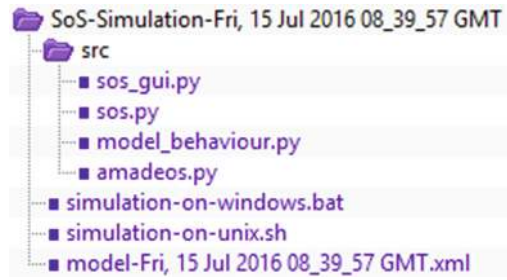 SoS-Simulation-Fri, 15 Jul 2016 08_39_57 GMT
src
sos_gui.py
sos.py
model_behaviour.py
amadeos.py
simulation-on-windows.bat
simulation-on-unix.sh
model-Fri, 15 Jul 2016 08_39_57 GMT.xml